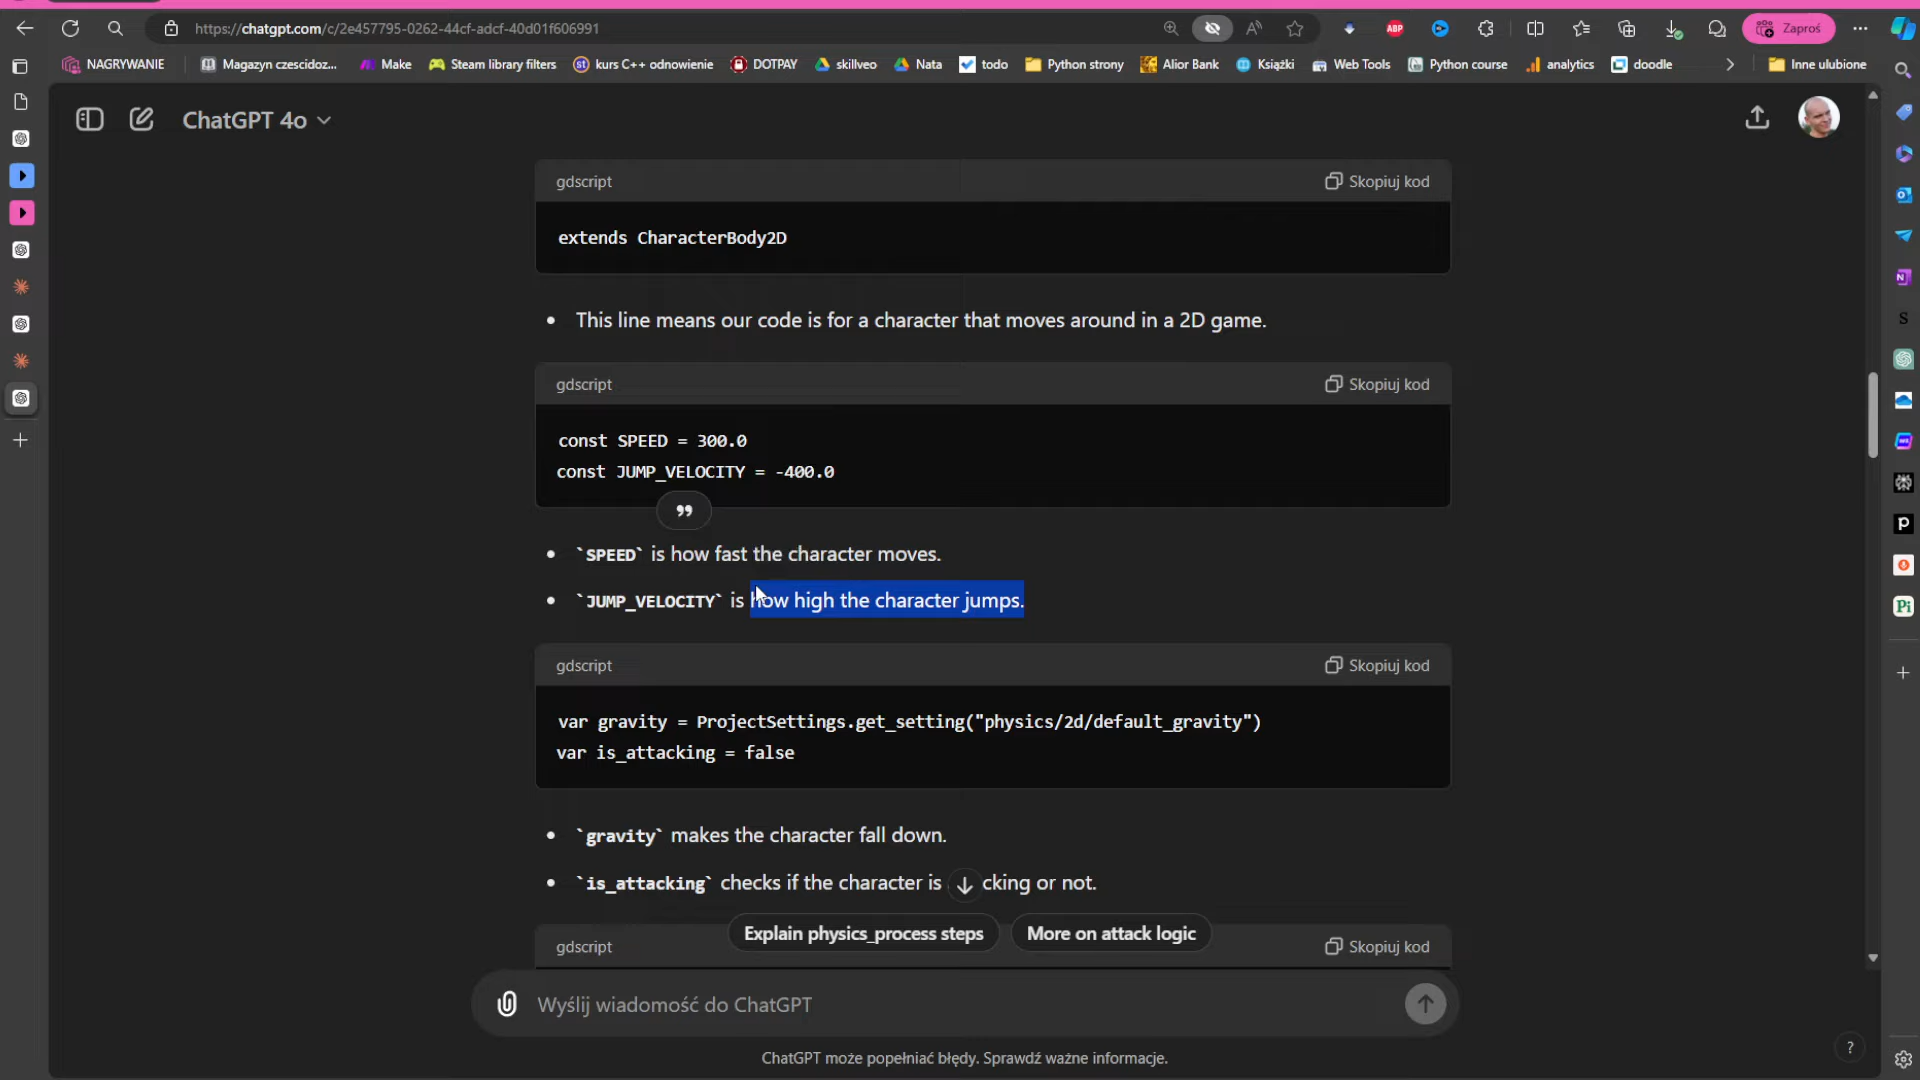 https://chatgpt.com/c/2e457795-0262-44cf-adcf-40d01f606991
ABP
Zaproś
NAGRYWANIE
Magazyn czescidoz...
Make
Steam library filters
kurs C++ odnowienie
DOTPAY
skillveo
Nata
todo
Python strony
Alior Bank
Książki
Web Tools
Python course
analytics
doodle
Inne ulubione
ChatGPT 4o
gdscript
Skopiuj kod
extends CharacterBody2D
• This line means our code is for a character that moves around in a 2D game.
gdscript
Skopiuj kod
const SPEED = 300.0
const JUMP_VELOCITY = -400.0
• `SPEED` is how fast the character moves.
• `JUMP_VELOCITY` is how high the character jumps.
gdscript
Skopiuj kod
var gravity = ProjectSettings.get_setting("physics/2d/default_gravity")
var is_attacking = false
• `gravity` makes the character fall down.
• `is_attacking` checks if the character is cking or not.
Explain physics_process steps
More on attack logic
gdscript
Skopiuj kod
Wyślij wiadomość do ChatGPT
ChatGPT może popełniać błędy. Sprawdź ważne informacje.
?